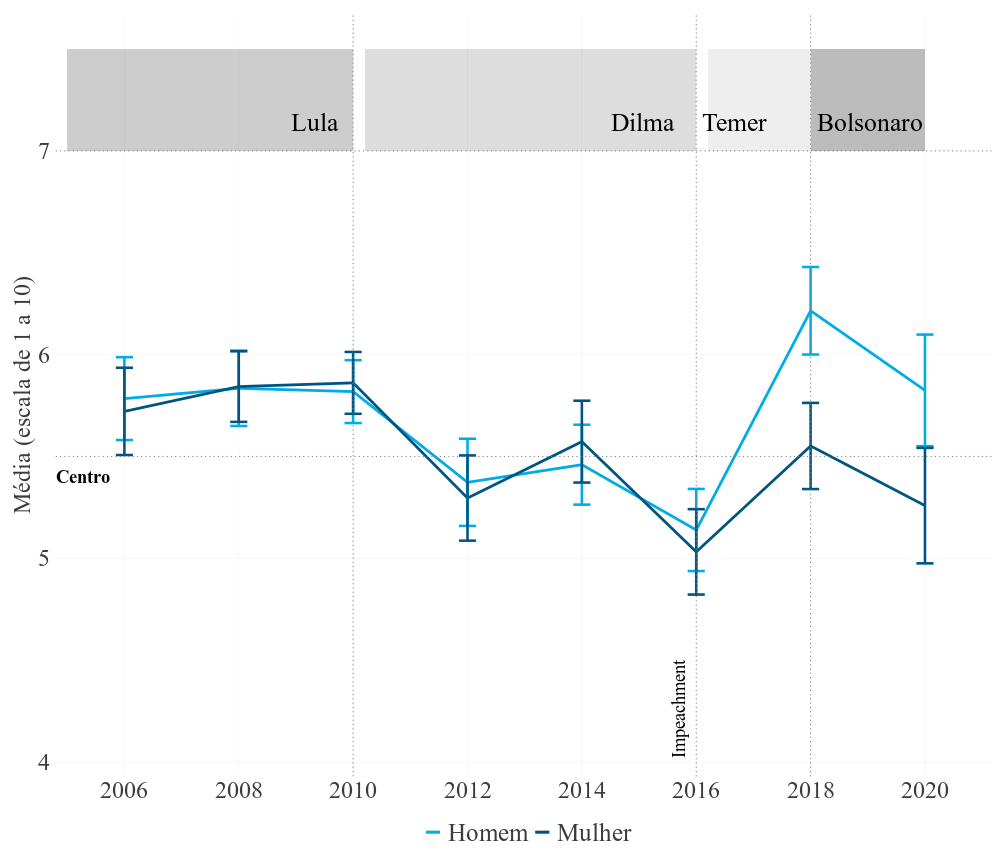 Lula
Dilma
Temer
Bolsonaro
7
6
5
4
Média (escala de 1 a 10)
Centro
Impeachment
2006 2008 2010 2012 2014 2016 2018 2020
Homem Mulher